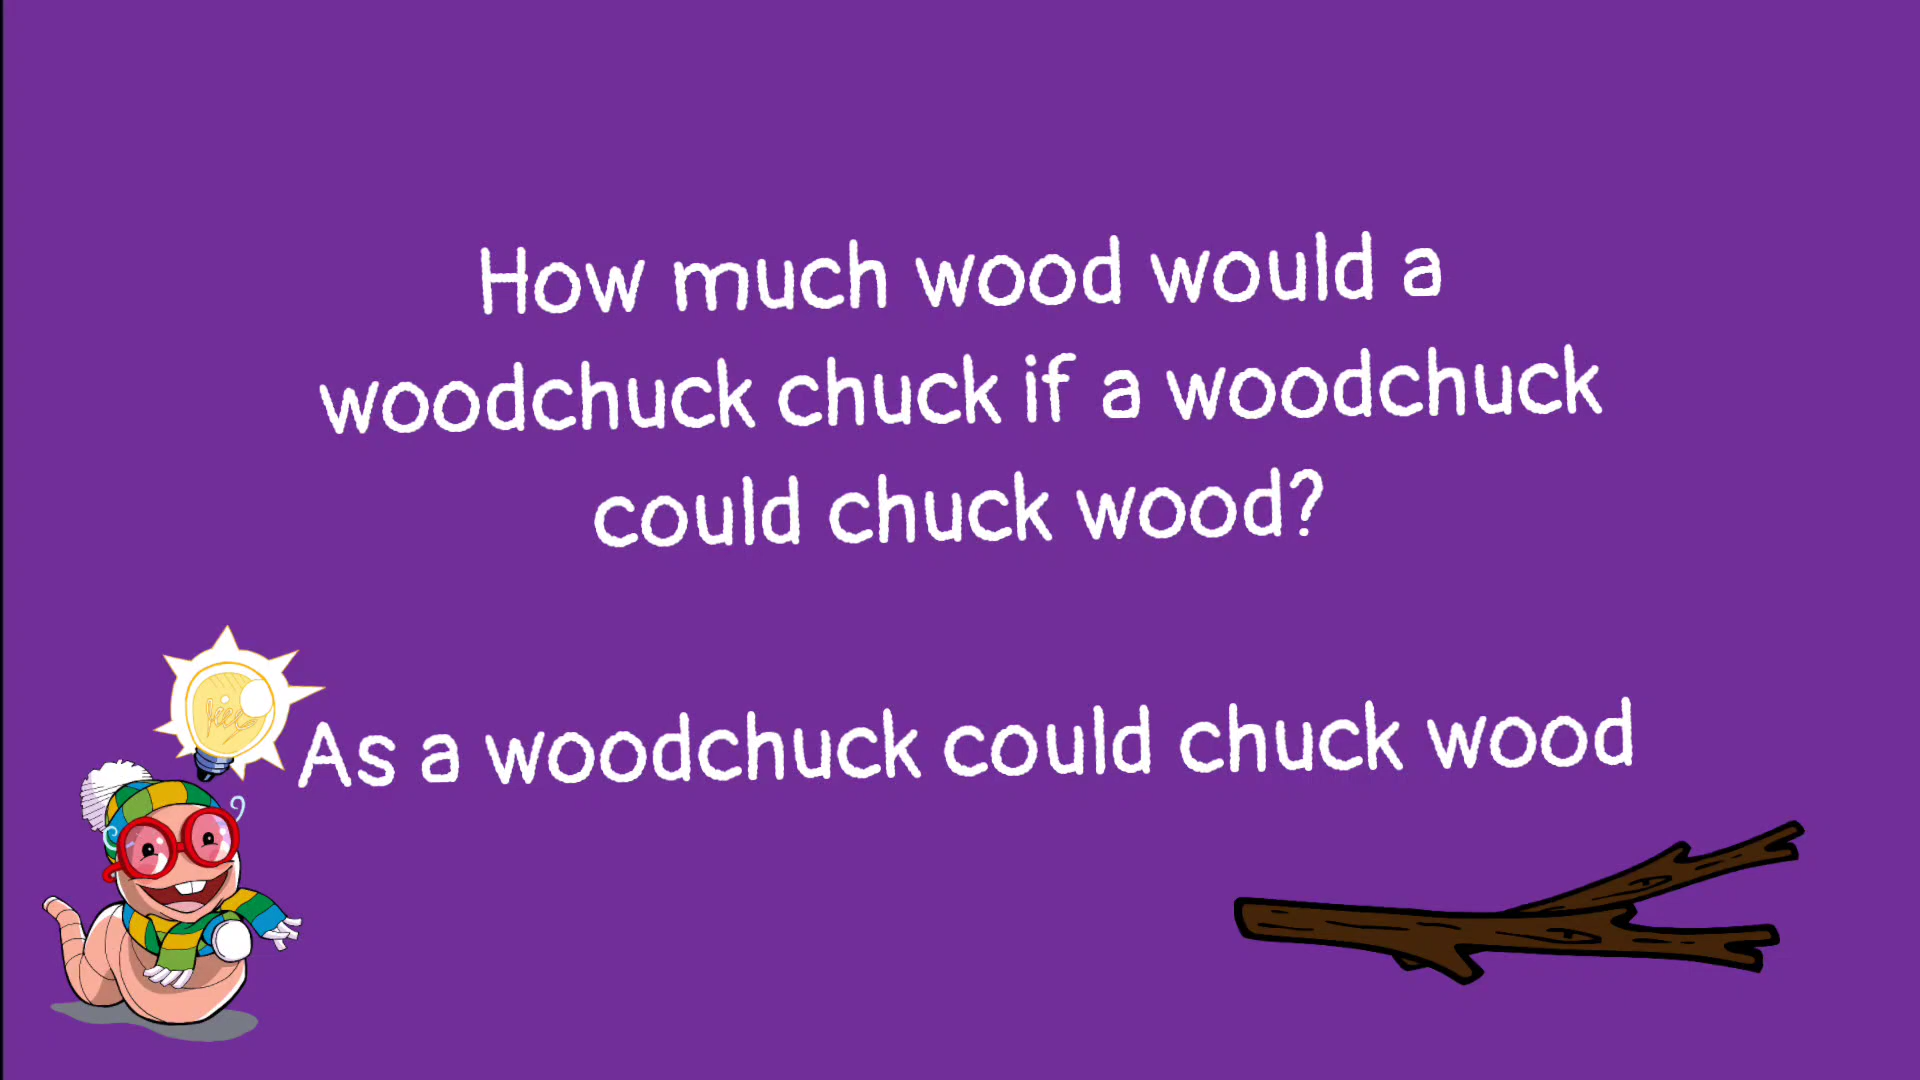 How much wood would a
woodchuck chuck if a woodchuck
could chuck wood?
As a woodchuck could chuck wood